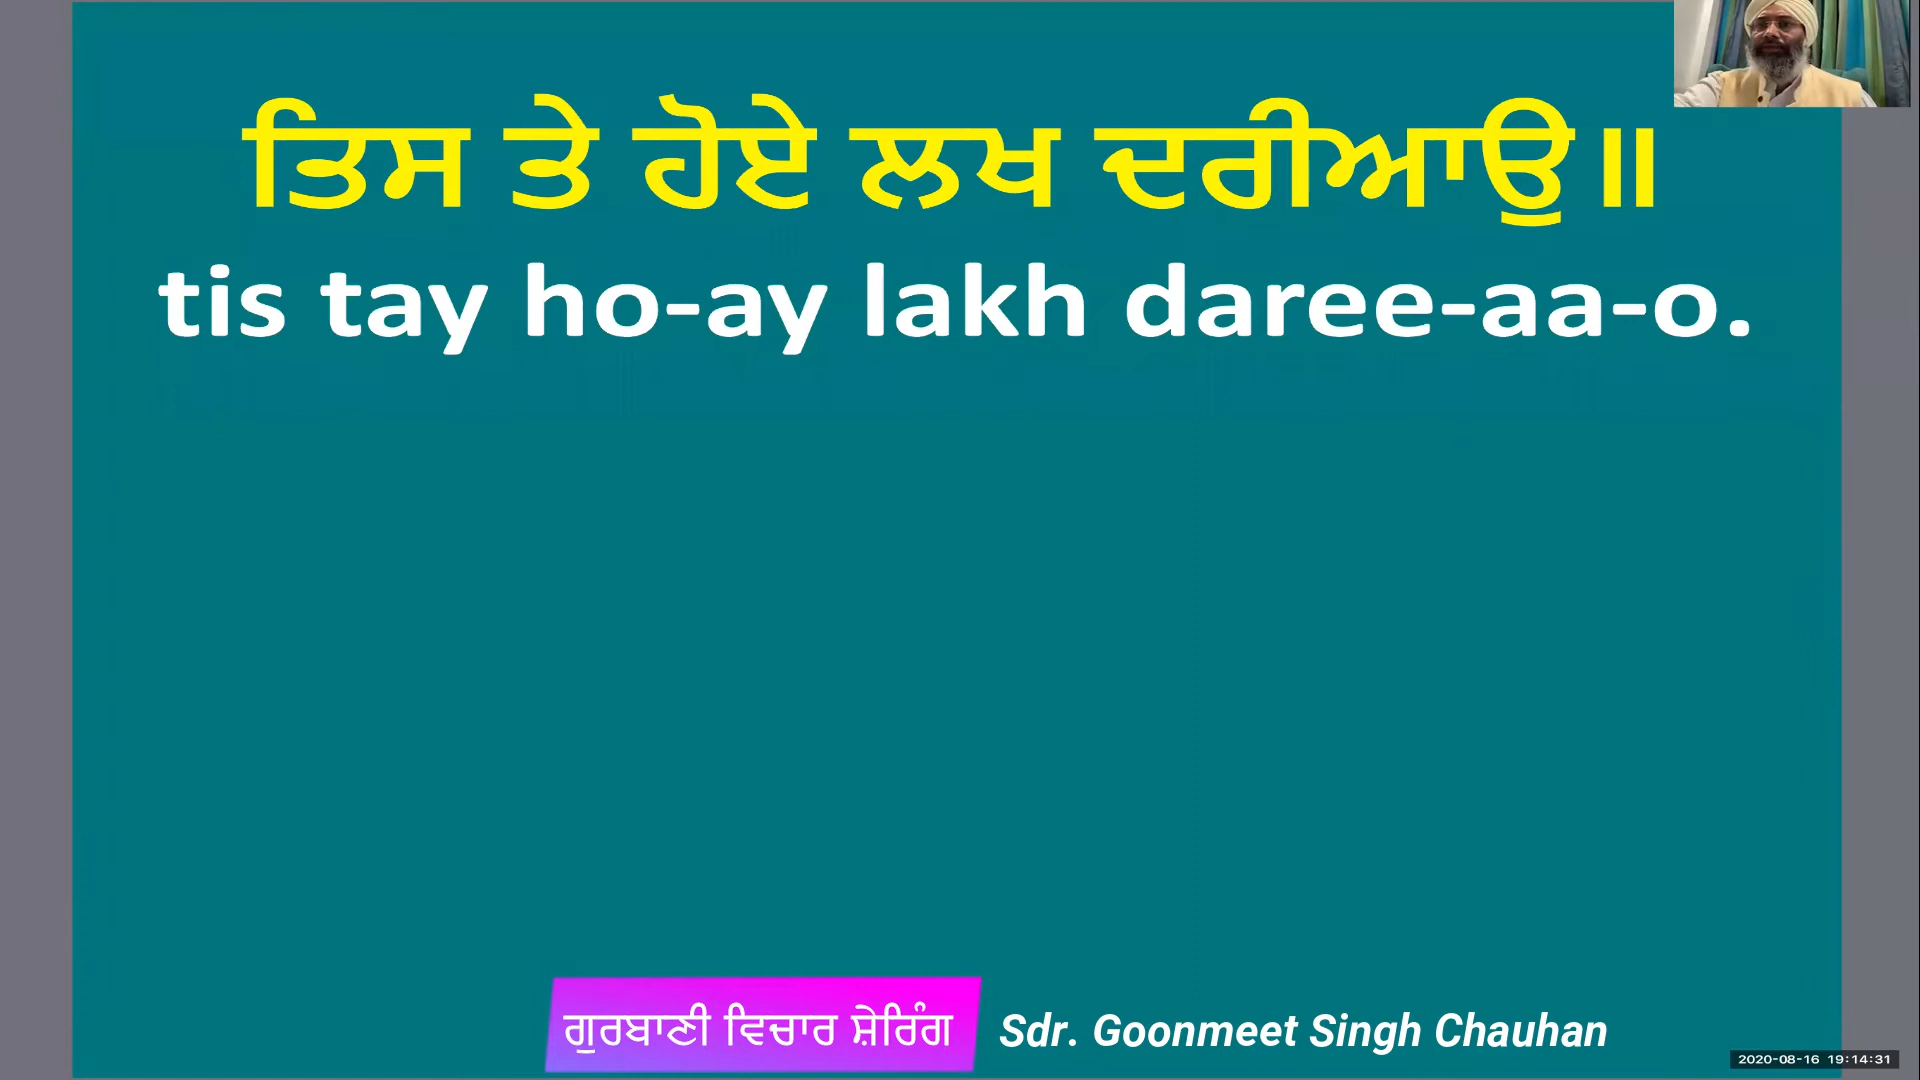 ਤਿਸ ਤੇ ਹੋਏ ਲਖ ਦਰੀਆਉ॥
tis tay ho-ay lakh daree-aa-o.
ਗੁਰਬਾਣੀ ਵਿਚਾਰ ਸ਼ੇਰਿੰਗ
Sdr. Goonmeet Singh Chauhan
2020-08-16 19:14:31